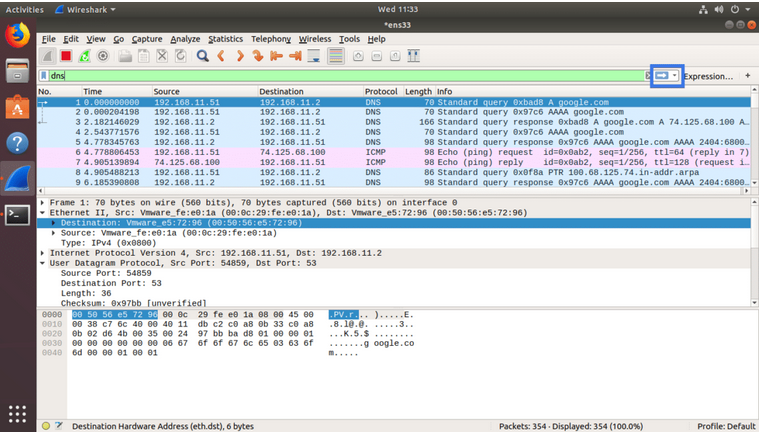 Activities Wireshark Wed 11:33
*ens33
File Edit View Go Capture Analyze Statistics Telephony Wireless Tools Help
dns Expression… +
No. Time Source Destination Protocol Length Info
1 0.000000000 192.168.11.51 192.168.11.2 DNS 70 Standard query 0xbad8 A google.com
2 0.000204198 192.168.11.51 192.168.11.2 DNS 70 Standard query 0x97c6 AAAA google.com
3 2.182146029 192.168.11.2 192.168.11.51 DNS 166 Standard query response 0xbad8 A google.com A 74.125.68.100 A…
4 2.543771576 192.168.11.51 192.168.11.2 DNS 70 Standard query 0x97c6 AAAA google.com
5 4.778345763 192.168.11.2 192.168.11.51 DNS 98 Standard query response 0x97c6 AAAA google.com AAAA 2404:6800…
6 4.778806453 192.168.11.51 74.125.68.100 ICMP 98 Echo (ping) request id=0x0ab2, seq=1/256, ttl=64 (reply in 7)
7 4.905139894 74.125.68.100 192.168.11.51 ICMP 98 Echo (ping) reply id=0x0ab2, seq=1/256, ttl=128 (request i…
8 4.905488213 192.168.11.51 192.168.11.2 DNS 86 Standard query 0x0f8a PTR 100.68.125.74.in-addr.arpa
9 6.185390808 192.168.11.2 192.168.11.51 DNS 98 Standard query response 0x97c6 AAAA google.com AAAA 2404:6800…
Frame 1: 70 bytes on wire (560 bits), 70 bytes captured (560 bits) on interface 0
Ethernet II, Src: Vmware_fe:e0:1a (00:0c:29:fe:e0:1a), Dst: Vmware_e5:72:96 (00:50:56:e5:72:96)
Destination: Vmware_e5:72:96 (00:50:56:e5:72:96)
Source: Vmware_fe:e0:1a (00:0c:29:fe:e0:1a)
Type: IPv4 (0x0800)
Internet Protocol Version 4, Src: 192.168.11.51, Dst: 192.168.11.2
User Datagram Protocol, Src Port: 54859, Dst Port: 53
Source Port: 54859
Destination Port: 53
Length: 36
Checksum: 0x97bb [unverified]
0000 00 50 56 e5 72 96 00 0c 29 fe e0 1a 08 00 45 00 .PV.r... ).....E.
0010 00 38 c7 6c 40 00 40 11 db c2 c0 a8 0b 33 c0 a8 .8.l@.@. .....3..
0020 0b 02 d6 4b 00 35 00 24 97 bb ba d8 01 00 00 01 ...K.5.$ ........
0030 00 00 00 00 00 00 06 67 6f 6f 67 6c 65 03 63 6f .......g oogle.co
0040 6d 00 00 01 00 01 m.....
Destination Hardware Address (eth.dst), 6 bytes Packets: 354 · Displayed: 354 (100.0%) Profile: Default